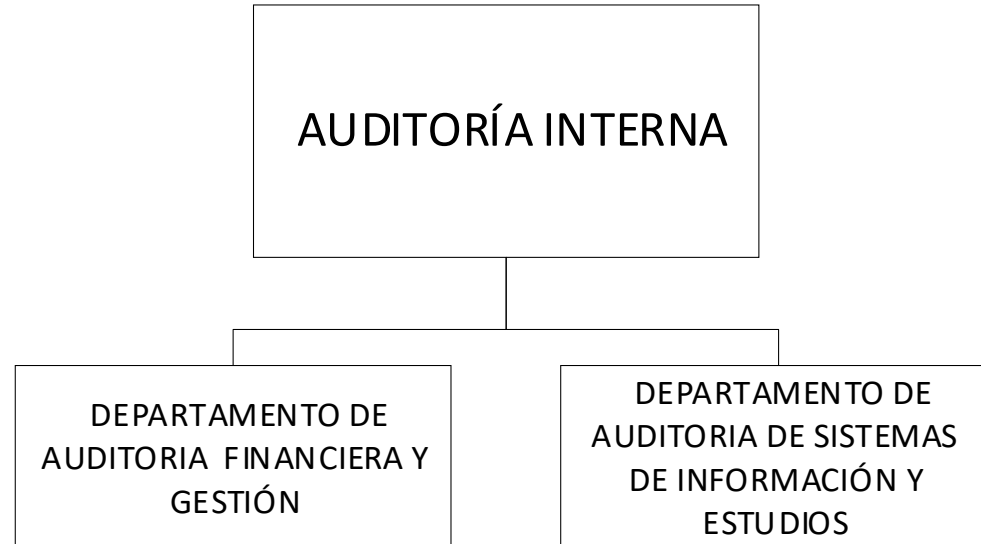 AUDITORÍA INTERNA
DEPARTAMENTO DE
AUDITORIA FINANCIERA Y
GESTIÓN
DEPARTAMENTO DE
AUDITORIA DE SISTEMAS
DE INFORMACIÓN Y
ESTUDIOS